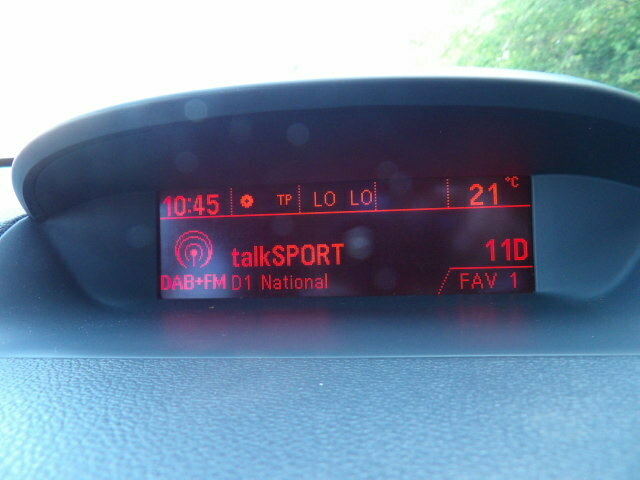 10:45 TP LO LO 21 °C
talkSPORT 11D
DAB+FM D1 National FAV 1